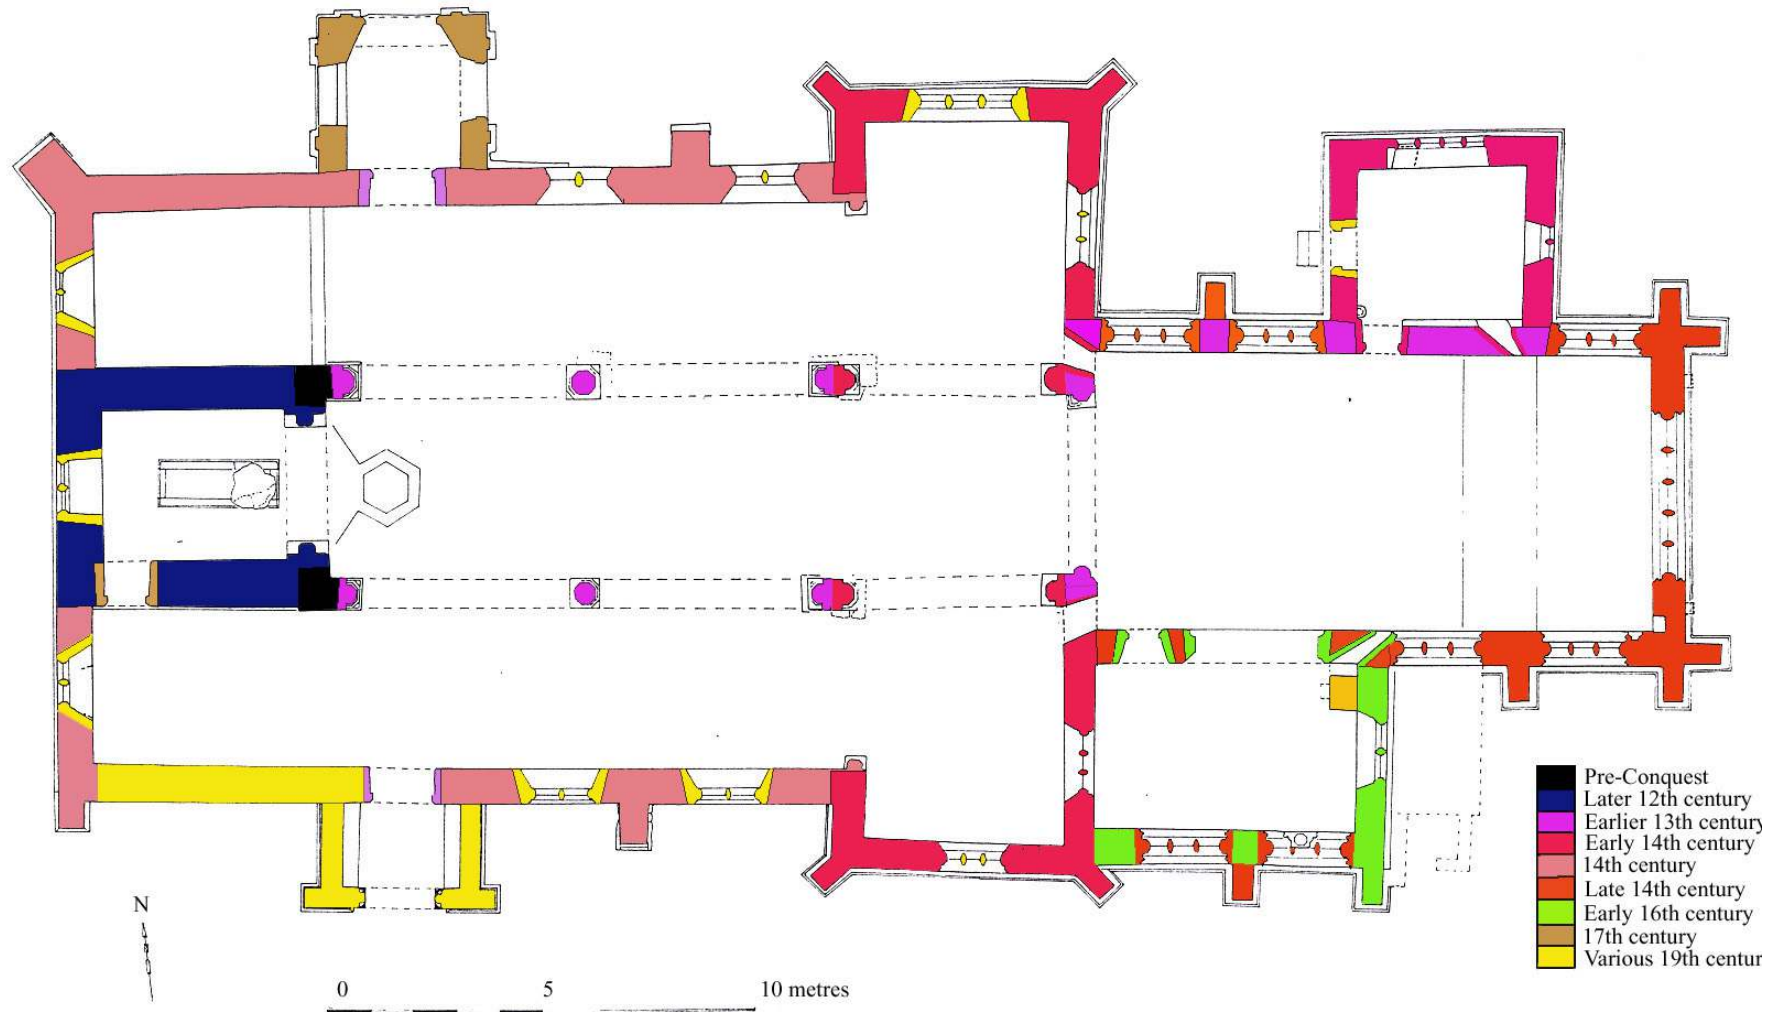 Pre-Conquest
Later 12th century
Earlier 13th century
Early 14th century
14th century
Late 14th century
Early 16th century
17th century
Various 19th centur
N
0 5 10 metres